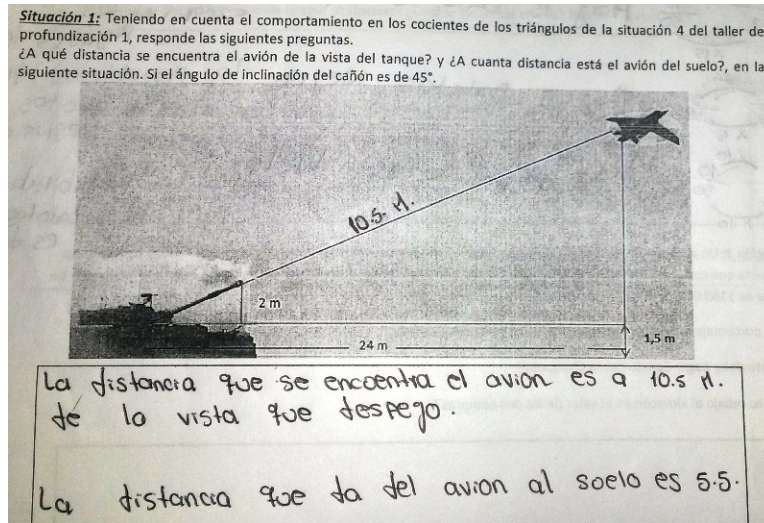 Situación 1: Teniendo en cuenta el comportamiento en los cocientes de los triángulos de la situación 4 del taller de
profundización 1, responde las siguientes preguntas.
¿A qué distancia se encuentra el avión de la vista del tanque? y ¿A cuanta distancia está el avión del suelo?, en la
siguiente situación. Si el ángulo de inclinación del cañón es de 45°.
10.5. M.
2 m
1,5 m
24 m
La distancia que se encoentra el avion es a 10.5 M.
de la vista que despego.
La distancia que da del avion al soelo es 5.5.